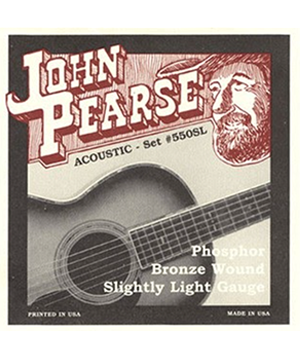 JOHN
PEARSE
ACOUSTIC - Set #550SL
Phosphor
Bronze Wound
Slightly Light Gauge
PRINTED IN USA
MADE IN USA